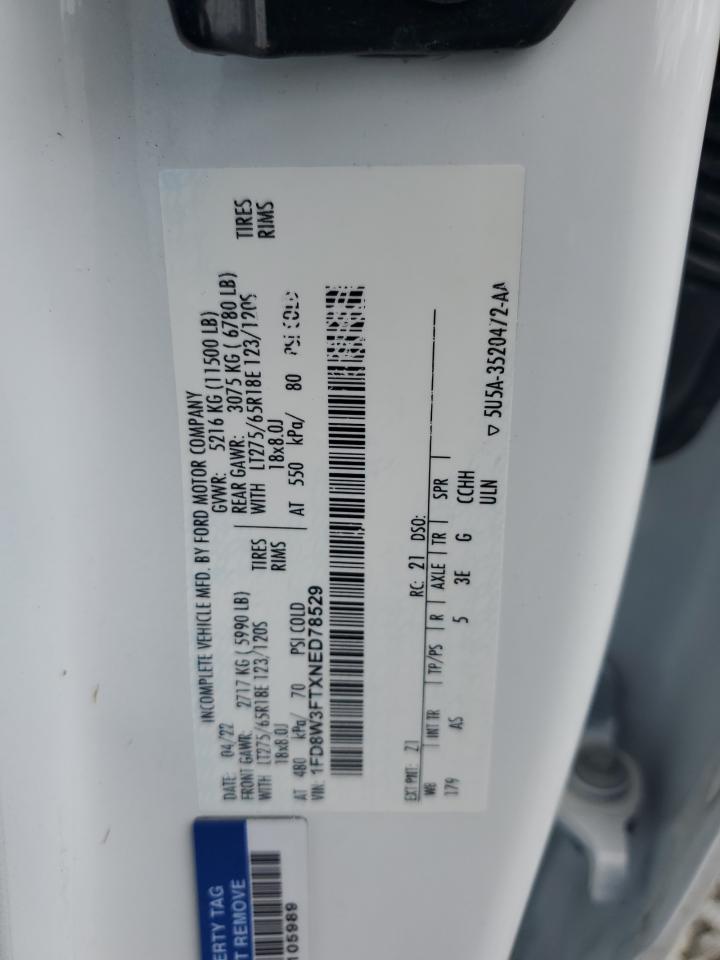 INCOMPLETE VEHICLE MFD. BY FORD MOTOR COMPANY
DATE: 04/22 GVWR: 5216 KG (11500 LB)
FRONT GAWR: 2717 KG (5990 LB) REAR GAWR: 3075 KG (6780 LB)
WITH LT275/65R18E 123/120S TIRES WITH LT275/65R18E 123/120S TIRES
18x8.0J RIMS 18x8.0J RIMS
AT 480 kPa/ 70 PSI COLD AT 550 kPa/ 80 PSI COLD
VIN: 1FD8W3FTXNED78529
EXT PNT: Z1 RC: 21 DSO:
WB INT TR TP/PS R AXLE TR SPR
179 AS 5 3E G CCHH
ULN
▽ 5U5A-3520472-AA
ERTY TAG
T REMOVE
105989